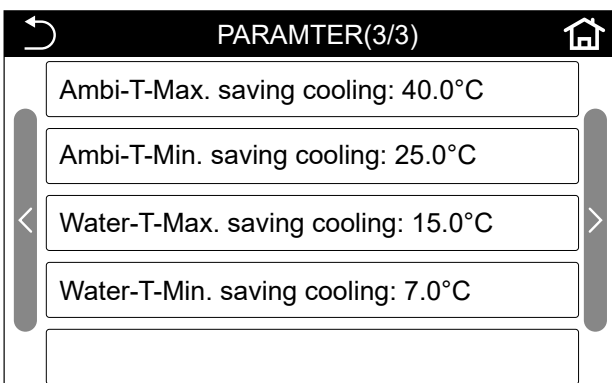 PARAMTER(3/3)
Ambi-T-Max. saving cooling: 40.0°C
Ambi-T-Min. saving cooling: 25.0°C
Water-T-Max. saving cooling: 15.0°C
Water-T-Min. saving cooling: 7.0°C